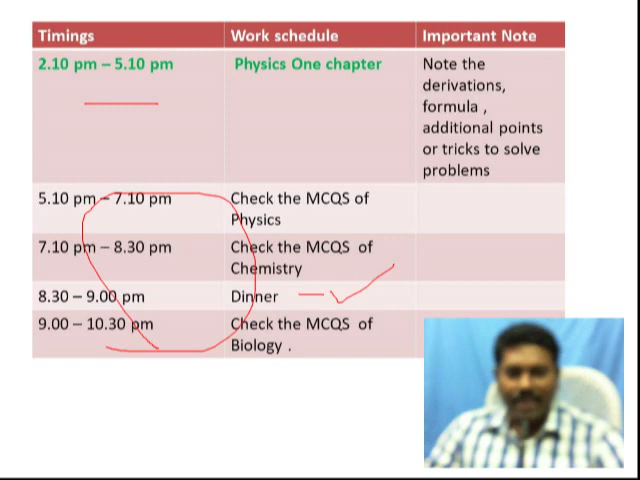 Timings Work schedule Important Note
2.10 pm – 5.10 pm Physics One chapter Note the
derivations,
formula ,
additional points
or tricks to solve
problems
5.10 pm – 7.10 pm Check the MCQS of
Physics
7.10 pm – 8.30 pm Check the MCQS of
Chemistry
8.30 – 9.00 pm Dinner
9.00 – 10.30 pm Check the MCQS of
Biology .